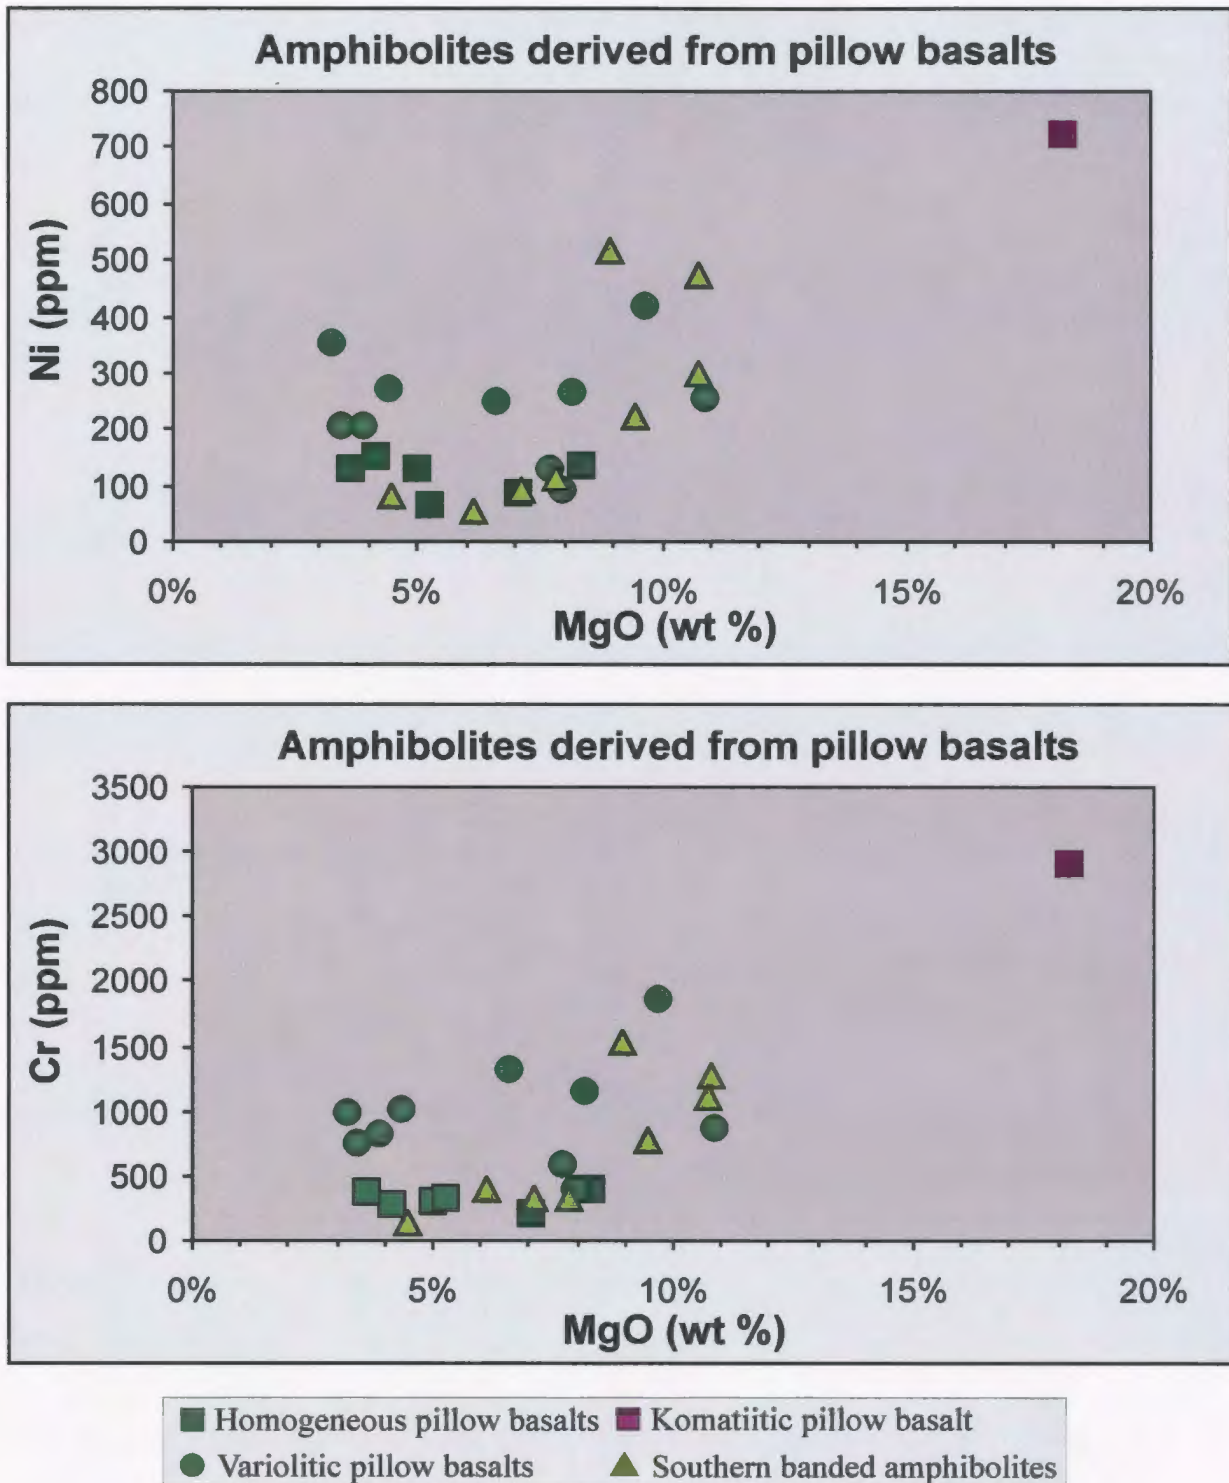 Amphibolites derived from pillow basalts
800
700
600
500
400
300
200
100
0
Ni (ppm)
0% 5% 10% 15% 20%
MgO (wt %)
Amphibolites derived from pillow basalts
3500
3000
2500
2000
1500
1000
500
0
Cr (ppm)
0% 5% 10% 15% 20%
MgO (wt %)
Homogeneous pillow basalts Komatiitic pillow basalt
Variolitic pillow basalts Southern banded amphibolites